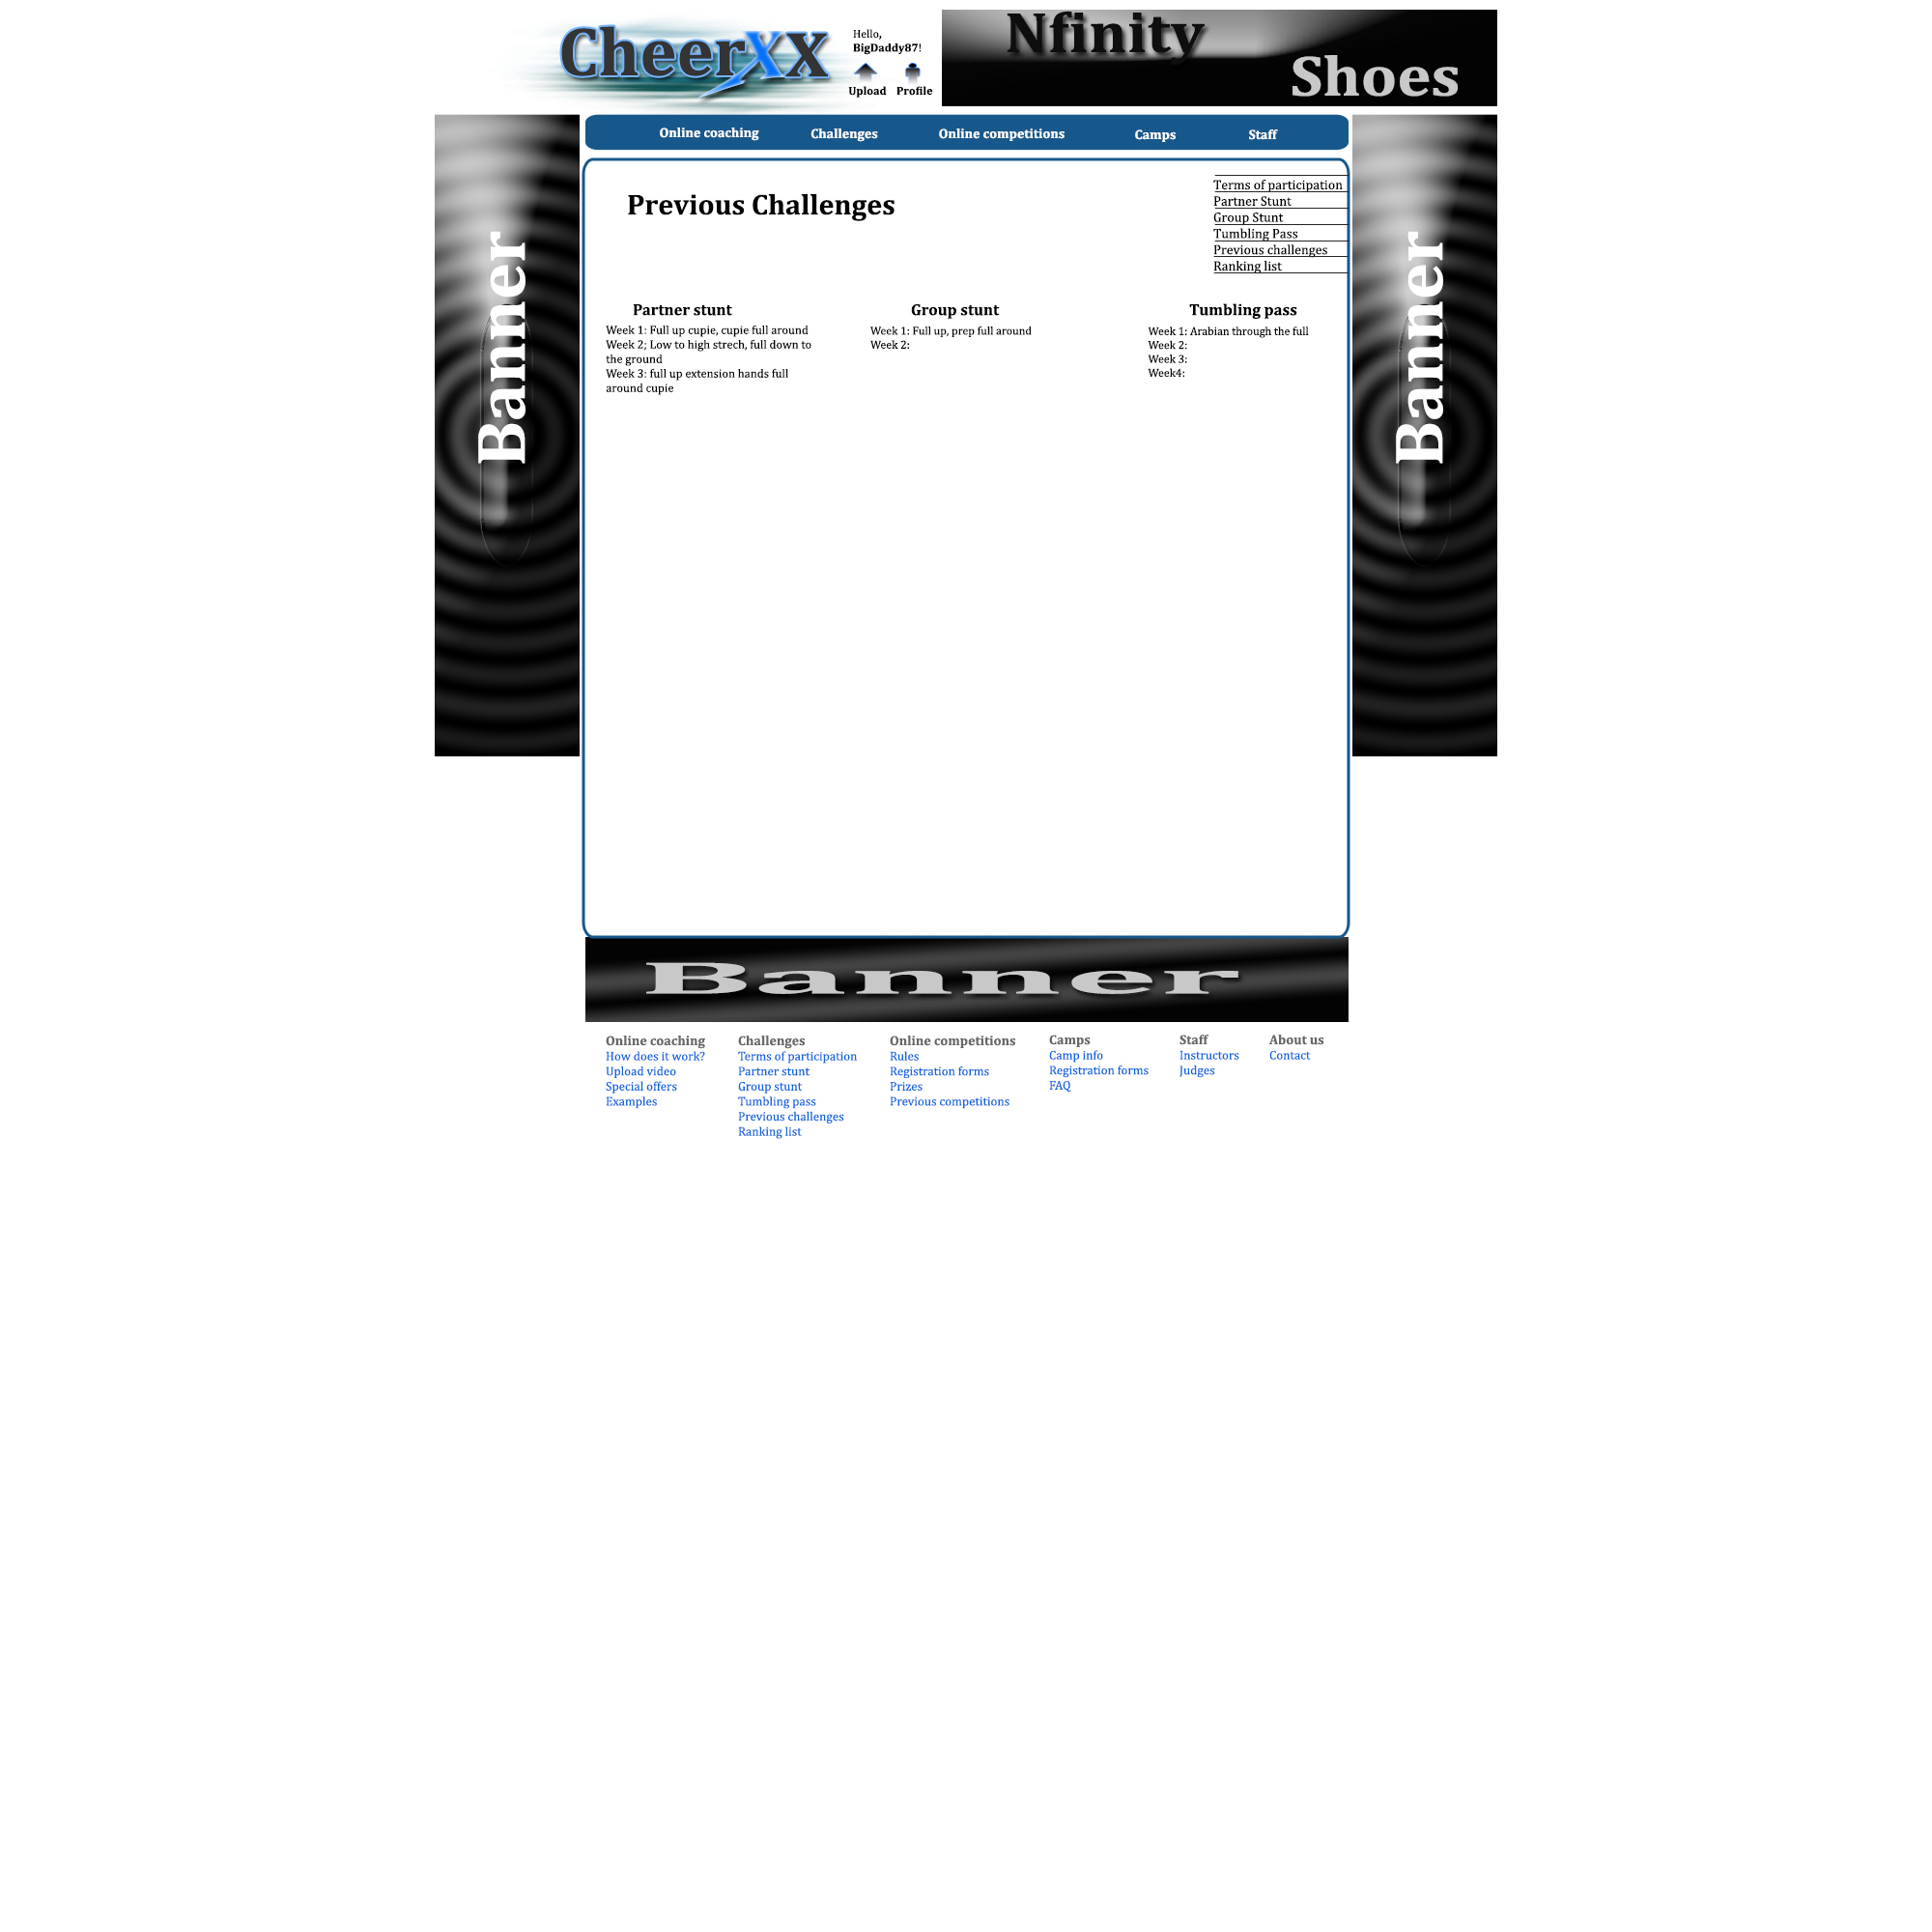 CheerXX
Hello,
BigDaddy87!
Upload Profile
Nfinity
Shoes
Online coaching Challenges Online competitions Camps Staff
Banner
Banner
Previous Challenges
Terms of participation
Partner Stunt
Group Stunt
Tumbling Pass
Previous challenges
Ranking list
Partner stunt
Week 1: Full up cupie, cupie full around
Week 2; Low to high strech, full down to
the ground
Week 3: full up extension hands full
around cupie
Group stunt
Week 1: Full up, prep full around
Week 2:
Tumbling pass
Week 1: Arabian through the full
Week 2:
Week 3:
Week4:
Banner
Online coaching
How does it work?
Upload video
Special offers
Examples
Challenges
Terms of participation
Partner stunt
Group stunt
Tumbling pass
Previous challenges
Ranking list
Online competitions
Rules
Registration forms
Prizes
Previous competitions
Camps
Camp info
Registration forms
FAQ
Staff
Instructors
Judges
About us
Contact